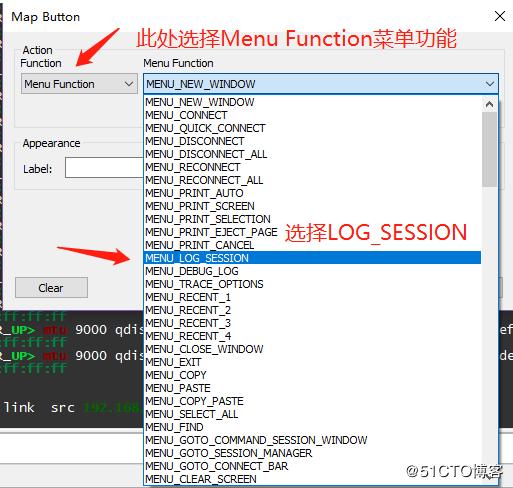 Map Button
此处选择Menu Function菜单功能
Action
Function
Menu Function
Menu Function
MENU_NEW_WINDOW
MENU_NEW_WINDOW
MENU_CONNECT
MENU_QUICK_CONNECT
MENU_DISCONNECT
MENU_DISCONNECT_ALL
MENU_RECONNECT
MENU_RECONNECT_ALL
MENU_PRINT_AUTO
MENU_PRINT_SCREEN
MENU_PRINT_SELECTION
MENU_PRINT_EJECT_PAGE
MENU_PRINT_CANCEL
MENU_LOG_SESSION
MENU_DEBUG_LOG
MENU_TRACE_OPTIONS
MENU_RECENT_1
MENU_RECENT_2
MENU_RECENT_3
MENU_RECENT_4
MENU_CLOSE_WINDOW
MENU_EXIT
MENU_COPY
MENU_PASTE
MENU_COPY_PASTE
MENU_SELECT_ALL
MENU_FIND
MENU_GOTO_COMMAND_SESSION_WINDOW
MENU_GOTO_SESSION_MANAGER
MENU_GOTO_CONNECT_BAR
MENU_CLEAR_SCREEN
选择LOG_SESSION
Appearance
Label:
Clear
:ff:ff:ff
R_UP> mtu 9000 qdis
:ff:ff:ff
R_UP> mtu 9000 qdis
:ff:ff:ff
link src 192.168
@51CTO博客